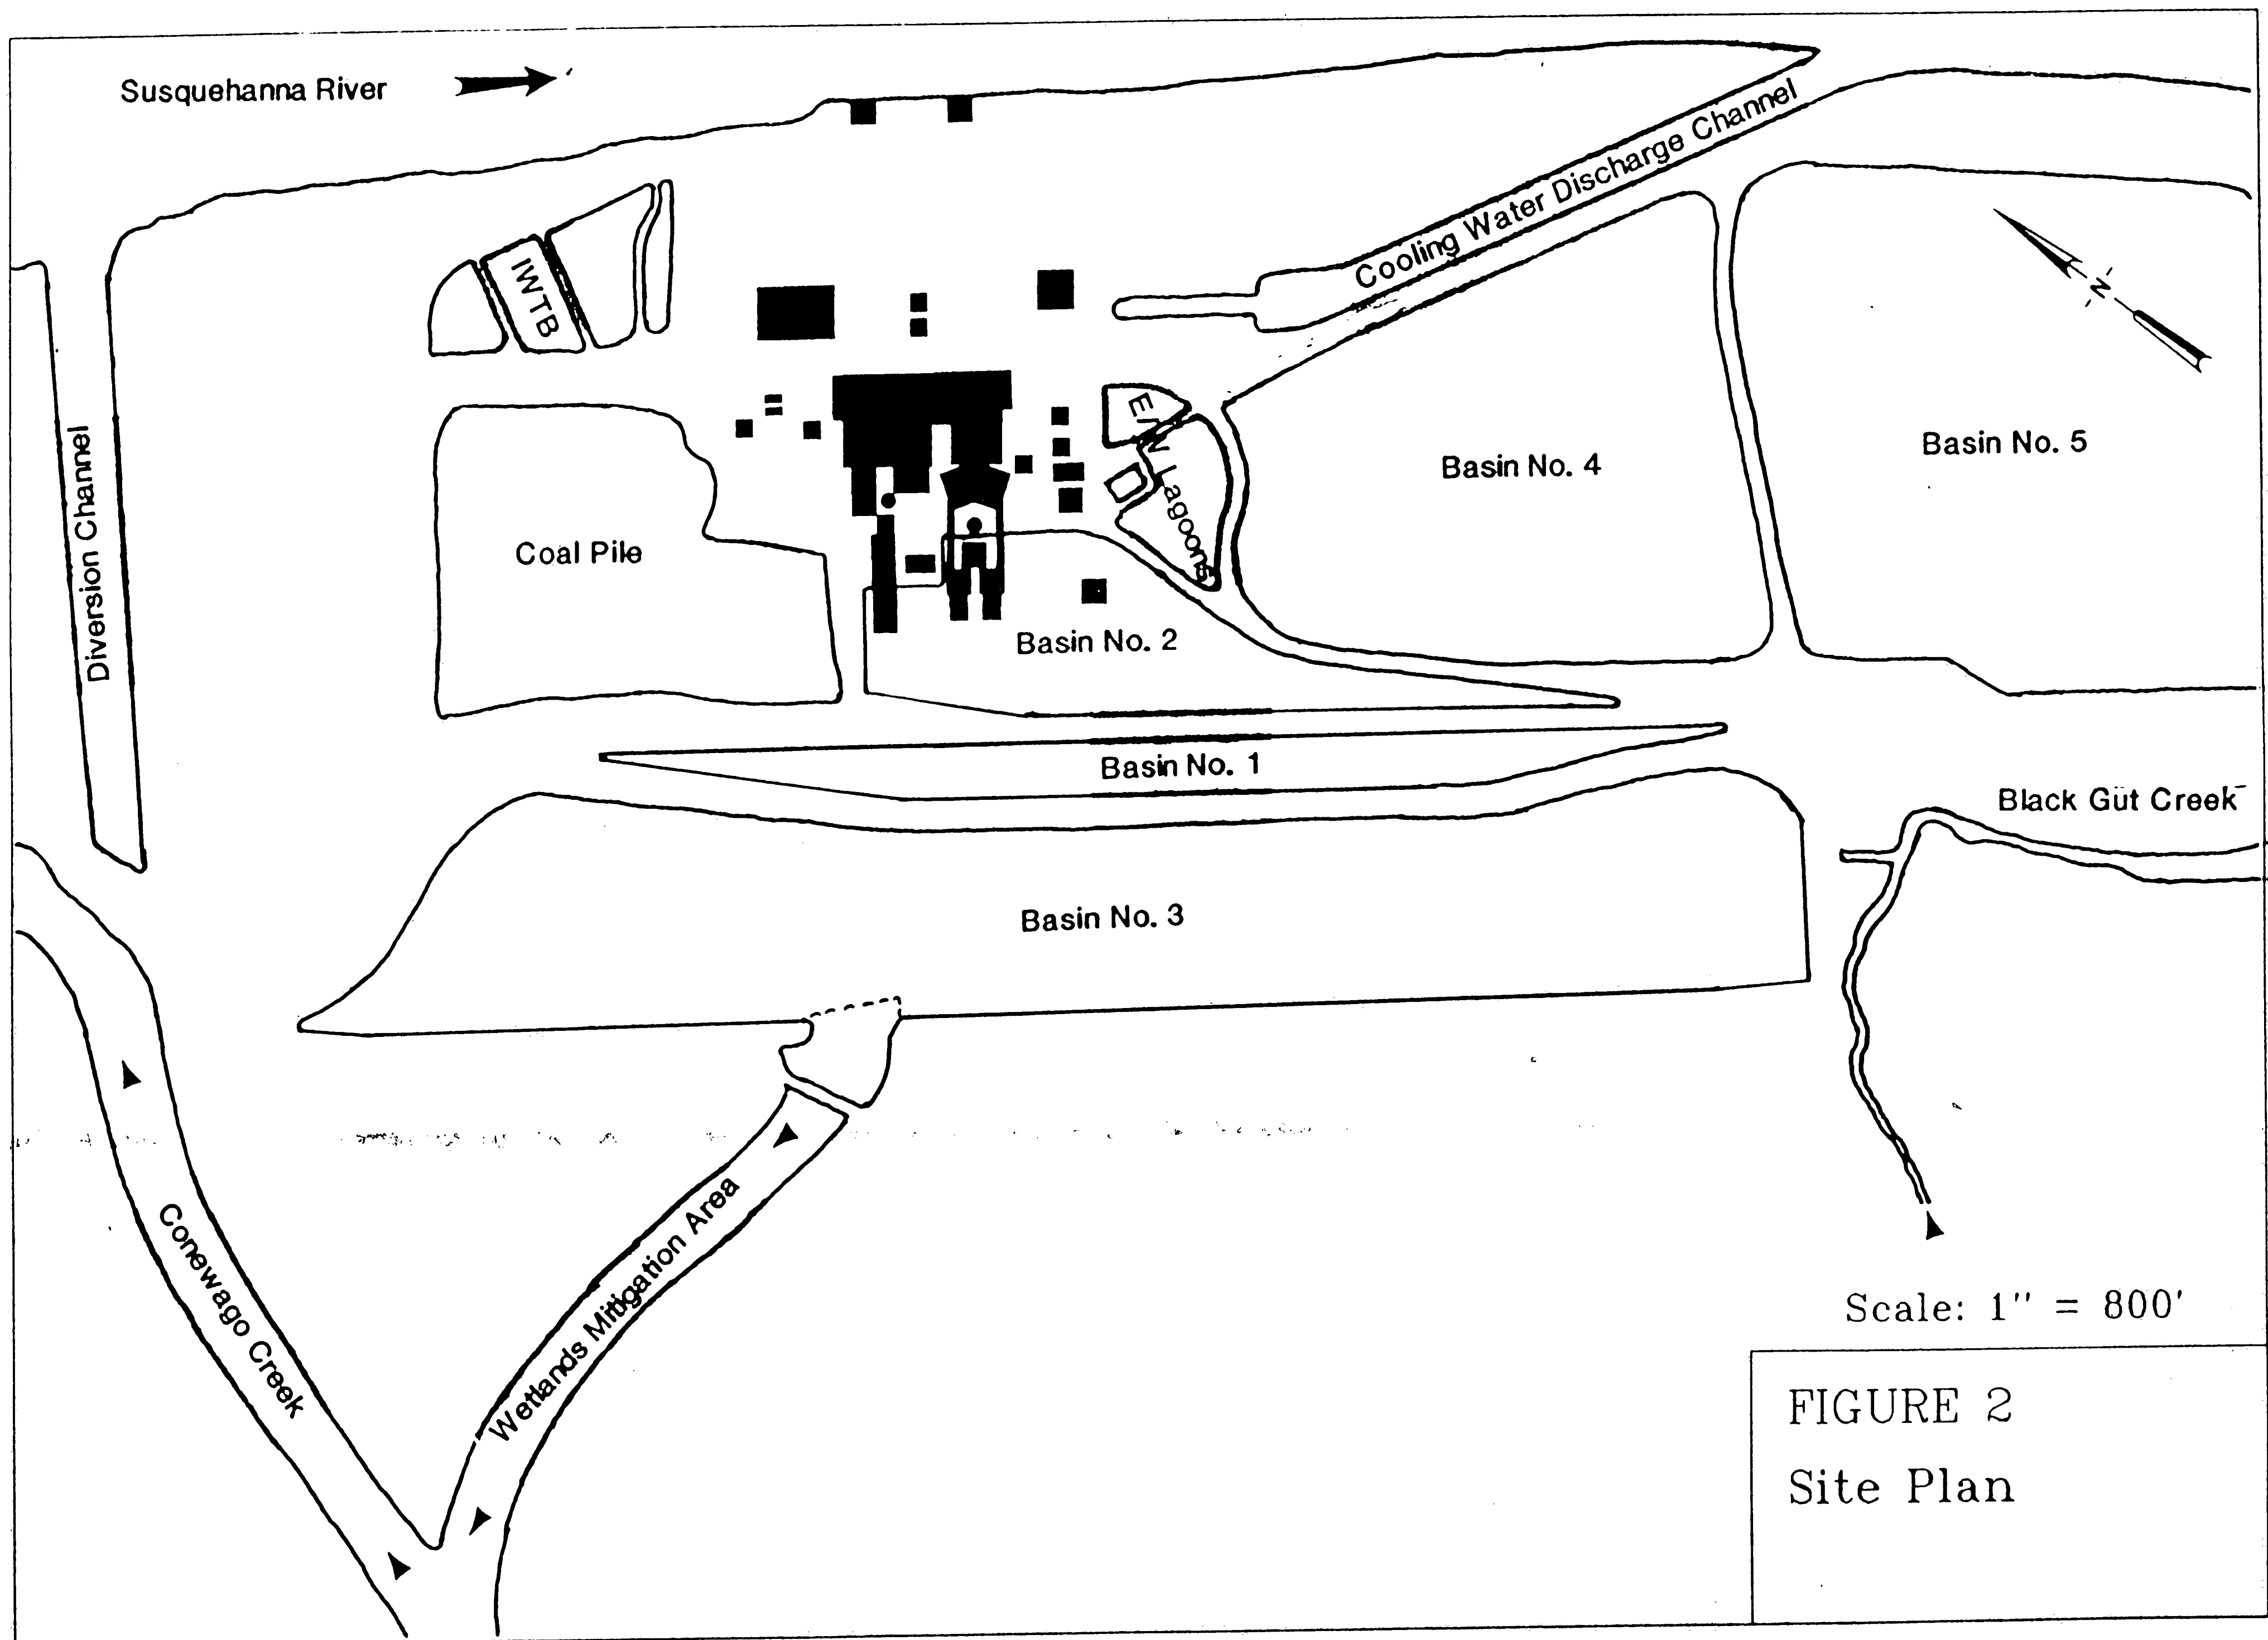 Susquehanna River
Cooling Water Discharge Channel
IWTB
N
Diversion Channel
Coal Pile
Lagoons
Basin No. 4
Basin No. 5
Basin No. 2
Basin No. 1
Black Gut Creek
Basin No. 3
Conewago Creek
Wetlands Mitigation Area
Scale: 1" = 800'
FIGURE 2
Site Plan